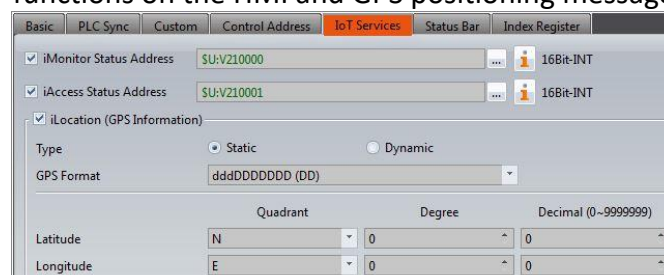 functions on the HMI and GPS positioning message
Basic PLC Sync Custom Control Address IoT Services Status Bar Index Register
iMonitor Status Address $U:V210000 ... i 16Bit-INT
iAccess Status Address $U:V210001 ... i 16Bit-INT
iLocation (GPS Information)
Type Static Dynamic
GPS Format dddDDDDDDD (DD)
Quadrant Degree Decimal (0~9999999)
Latitude N 0 0
Longitude E 0 0